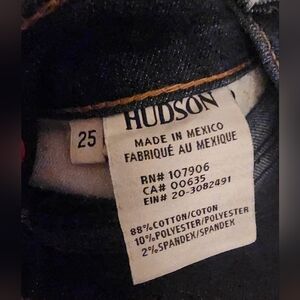 HUDSON
25
MADE IN MEXICO
FABRIQUÉ AU MEXIQUE
RN# 107906
CA# 00635
EIN# 20-3082491
88%COTTON/COTON
10%POLYESTER/POLYESTER
2%SPANDEX/SPANDEX